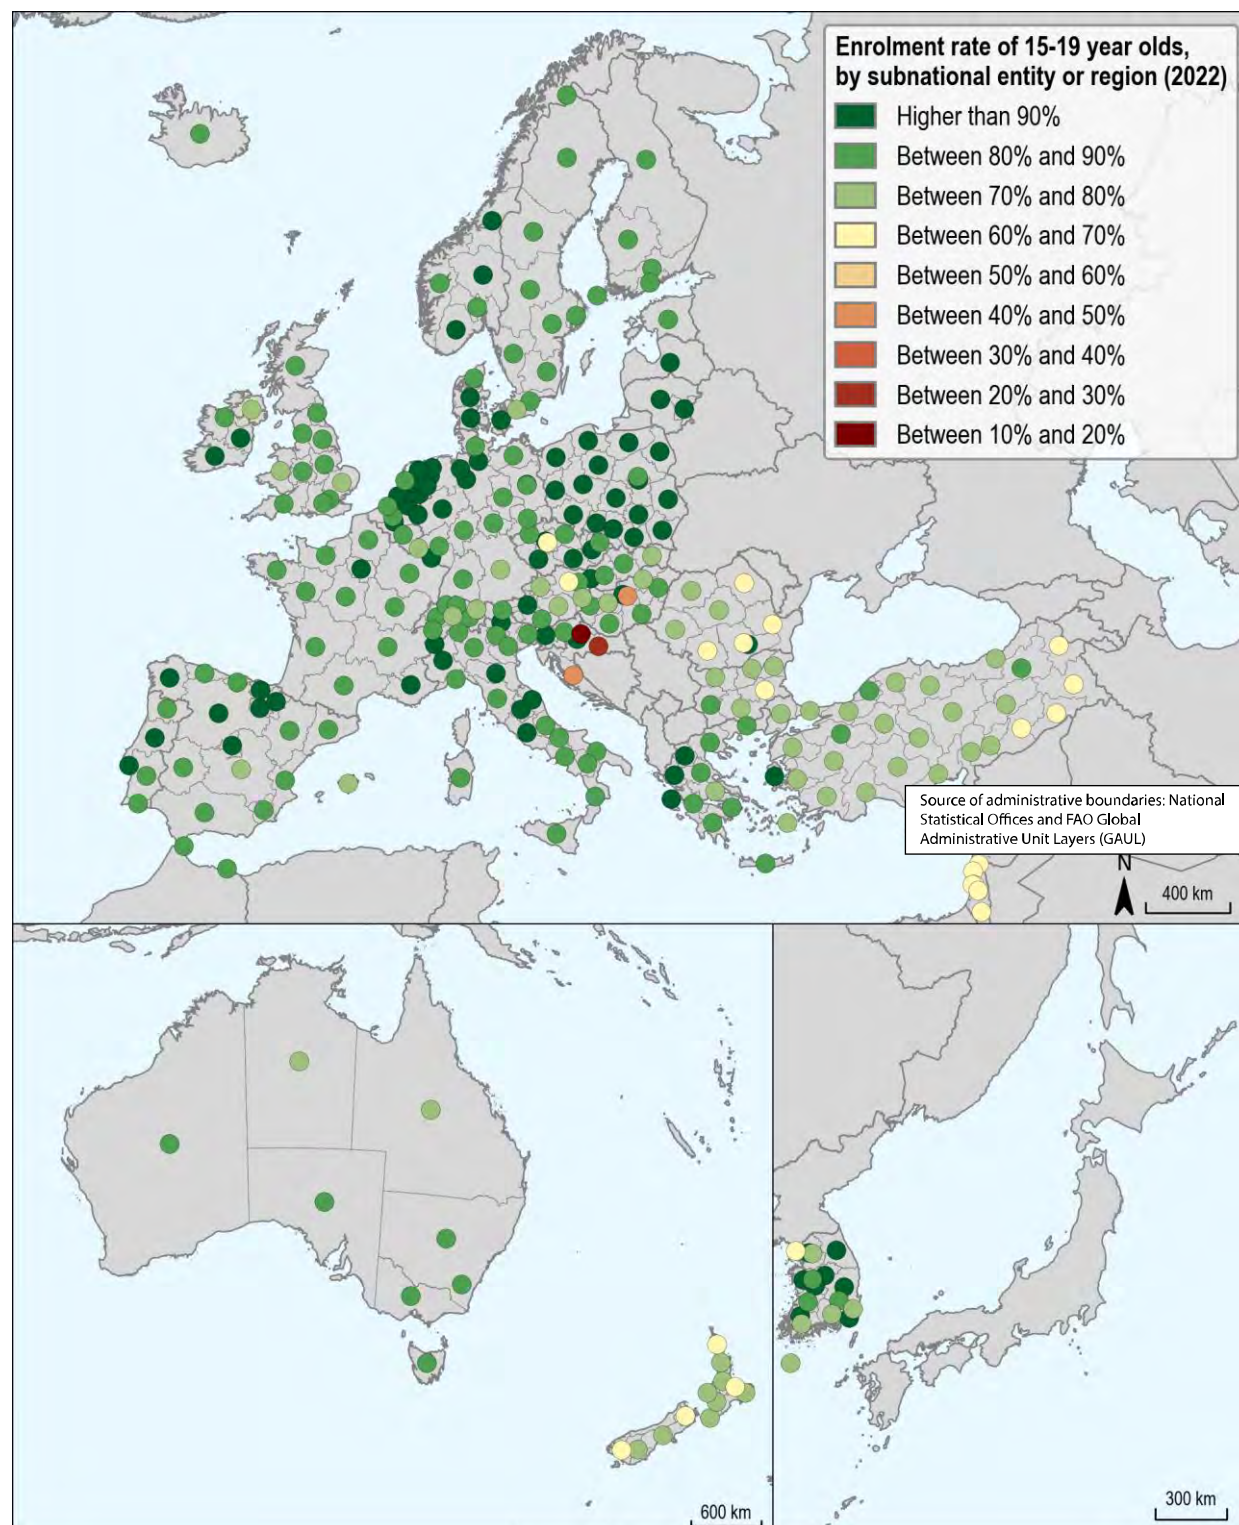 Enrolment rate of 15-19 year olds,
by subnational entity or region (2022)
Higher than 90%
Between 80% and 90%
Between 70% and 80%
Between 60% and 70%
Between 50% and 60%
Between 40% and 50%
Between 30% and 40%
Between 20% and 30%
Between 10% and 20%
Source of administrative boundaries: National
Statistical Offices and FAO Global
Administrative Unit Layers (GAUL)
N
400 km
600 km
300 km